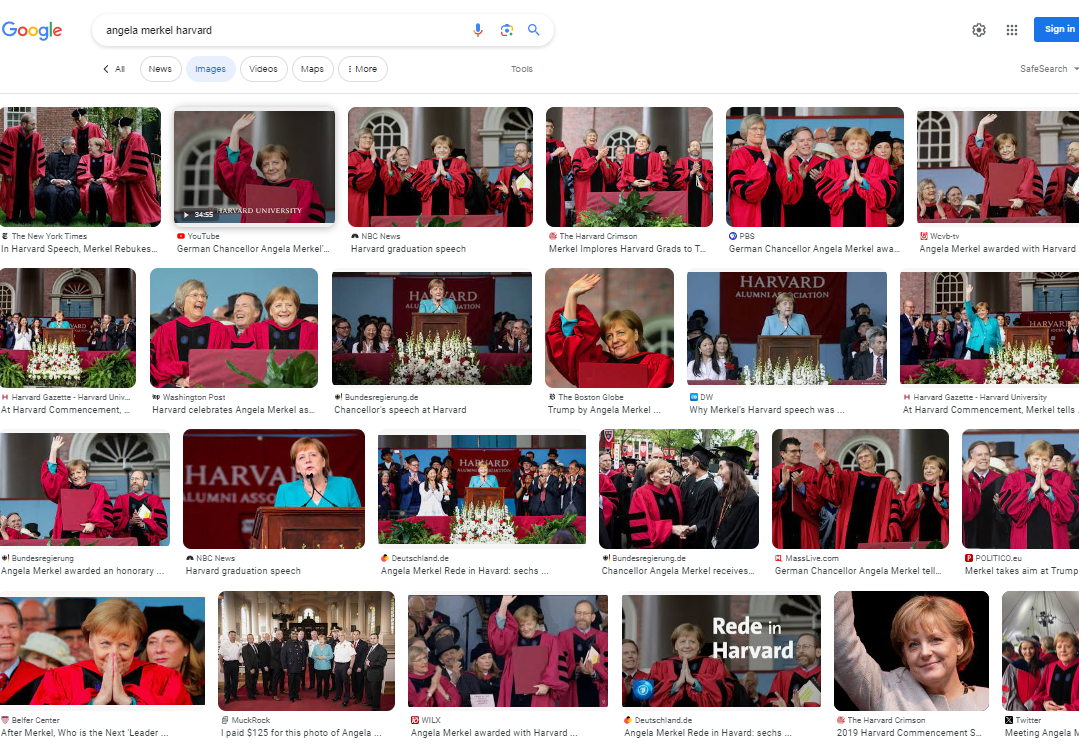 Google
angela merkel harvard
Sign in
All
News
Images
Videos
Maps
More
Tools
SafeSearch
34:55
HARVARD UNIVERSITY
The New York Times
In Harvard Speech, Merkel Rebukes...
YouTube
German Chancellor Angela Merkel'...
NBC News
Harvard graduation speech
The Harvard Crimson
Merkel Implores Harvard Grads to T...
PBS
German Chancellor Angela Merkel awa...
Wcvb-tv
Angela Merkel awarded with Harvard
HARVARD
HARVARD
ALUMNI ASSOCIATION
HARVARD
ALUMNI ASSOCIATION
HARVARD
Harvard Gazette - Harvard Univ...
At Harvard Commencement, ...
Washington Post
Harvard celebrates Angela Merkel as...
Bundesregierung.de
Chancellor's speech at Harvard
The Boston Globe
Trump by Angela Merkel ...
DW
Why Merkel's Harvard speech was ...
Harvard Gazette - Harvard University
At Harvard Commencement, Merkel tells
HARVA
ALUMNI ASSO
HARVARD
ALUMNI ASSOCIATION
Bundesregierung
Angela Merkel awarded an honorary ...
NBC News
Harvard graduation speech
Deutschland.de
Angela Merkel Rede in Havard: sechs ...
Bundesregierung.de
Chancellor Angela Merkel receives...
MassLive.com
German Chancellor Angela Merkel tell...
POLITICO.eu
Merkel takes aim at Trump
Rede in
Harvard
Belfer Center
After Merkel, Who is the Next 'Leader ...
MuckRock
I paid $125 for this photo of Angela ...
WILX
Angela Merkel awarded with Harvard ...
Deutschland.de
Angela Merkel Rede in Havard: sechs ...
The Harvard Crimson
2019 Harvard Commencement S...
Twitter
Meeting Angela M